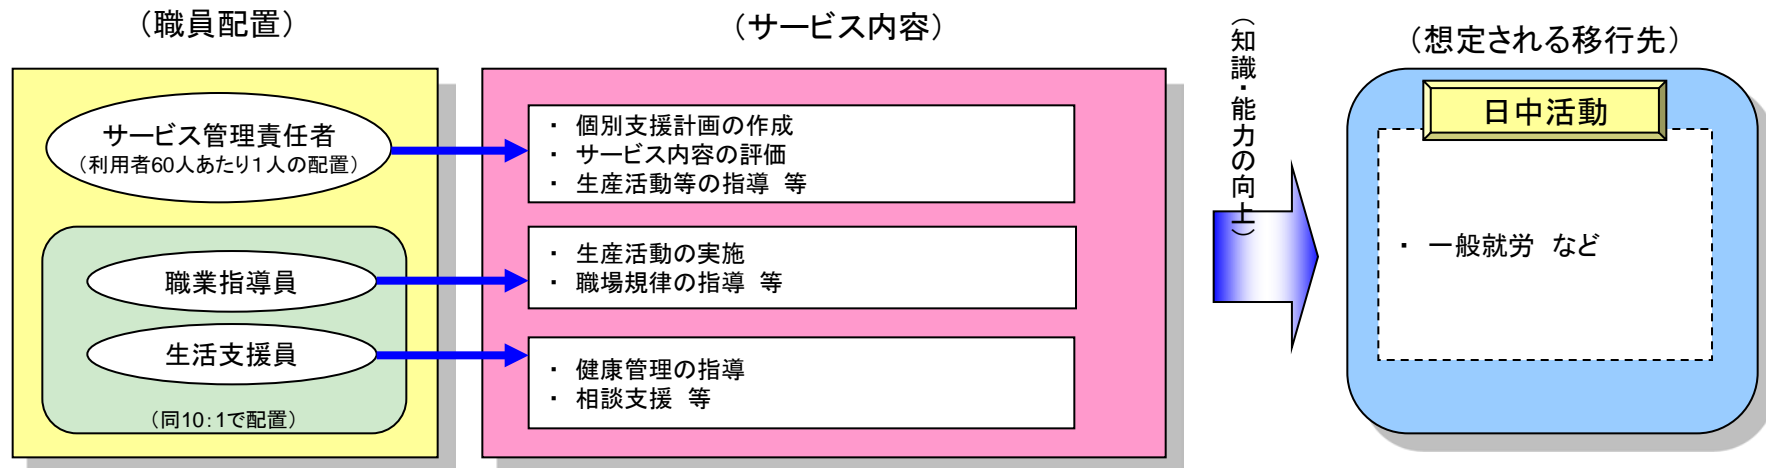 （職員配置）
サービス管理責任者
（利用者60人あたり1人の配置）
職業指導員
生活支援員
（同10：1で配置）
（サービス内容）
・ 個別支援計画の作成
・ サービス内容の評価
・ 生産活動等の指導 等
・ 生産活動の実施
・ 職場規律の指導 等
・ 健康管理の指導
・ 相談支援 等
（知識・能力の向上）
（想定される移行先）
日中活動
・ 一般就労 など